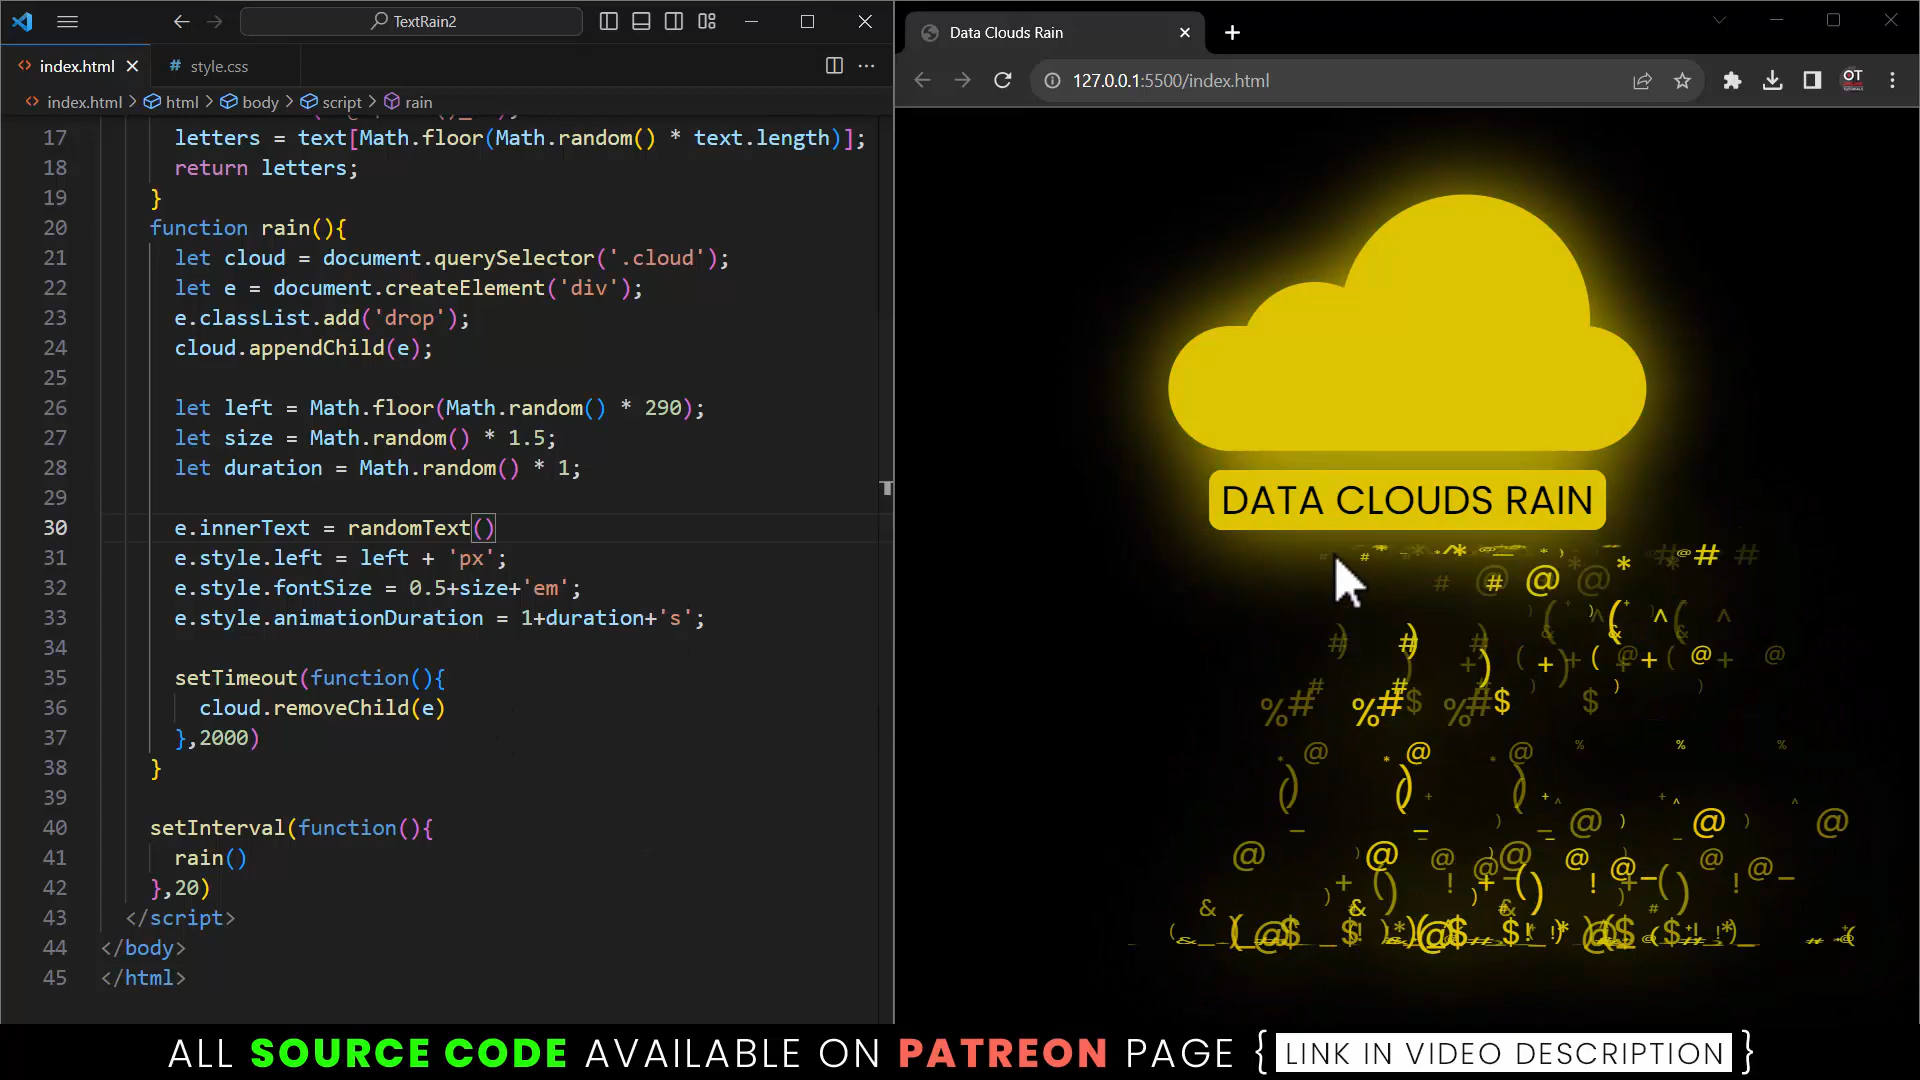 TextRain2
index.html
# style.css
index.html > html > body > script > rain
17 letters = text[Math.floor(Math.random() * text.length)];
18 return letters;
19 }
20 function rain(){
21 let cloud = document.querySelector('.cloud');
22 let e = document.createElement('div');
23 e.classList.add('drop');
24 cloud.appendChild(e);
25
26 let left = Math.floor(Math.random() * 290);
27 let size = Math.random() * 1.5;
28 let duration = Math.random() * 1;
29
30 e.innerText = randomText()
31 e.style.left = left + 'px';
32 e.style.fontSize = 0.5+size+'em';
33 e.style.animationDuration = 1+duration+'s';
34
35 setTimeout(function(){
36 cloud.removeChild(e)
37 },2000)
38 }
39
40 setInterval(function(){
41 rain()
42 },20)
43 </script>
44 </body>
45 </html>
Data Clouds Rain
127.0.0.1:5500/index.html
OT
DATA CLOUDS RAIN
ALL SOURCE CODE AVAILABLE ON PATREON PAGE { LINK IN VIDEO DESCRIPTION }